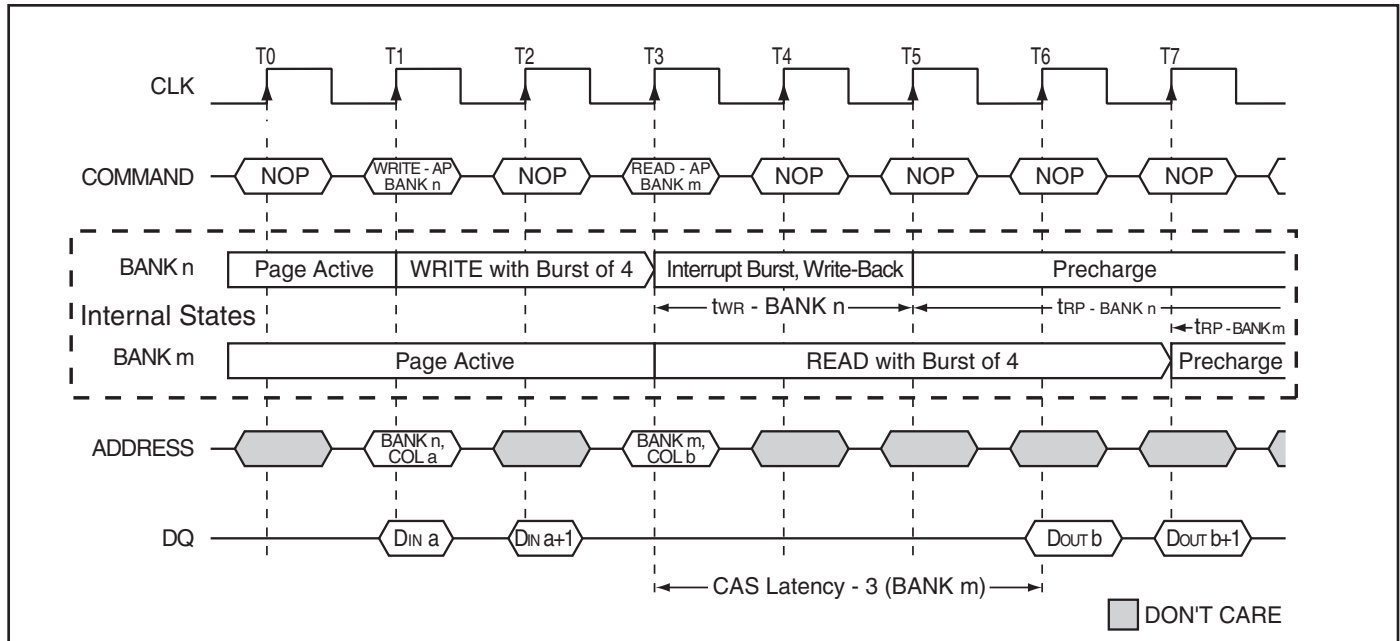 T0 T1 T2 T3 T4 T5 T6 T7
CLK
COMMAND NOP WRITE - AP BANK n NOP READ - AP BANK m NOP NOP NOP NOP
BANK n Page Active WRITE with Burst of 4 Interrupt Burst, Write-Back Precharge
tWR - BANK n tRP - BANK n
Internal States
tRP - BANK m
BANK m Page Active READ with Burst of 4 Precharge
ADDRESS BANK n, COL a BANK m, COL b
DQ DIN a DIN a+1 DOUT b DOUT b+1
CAS Latency - 3 (BANK m)
DON'T CARE